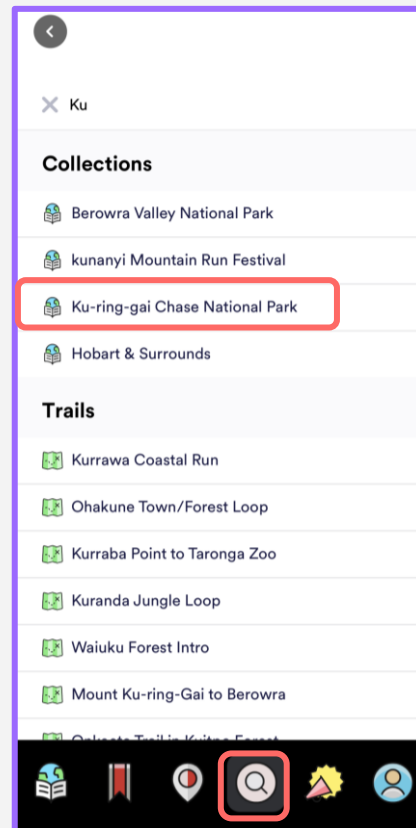 Ku
Collections
Berowra Valley National Park
kunanyi Mountain Run Festival
Ku-ring-gai Chase National Park
Hobart & Surrounds
Trails
Kurrawa Coastal Run
Ohakune Town/Forest Loop
Kurraba Point to Taronga Zoo
Kuranda Jungle Loop
Waiuku Forest Intro
Mount Ku-ring-Gai to Berowra